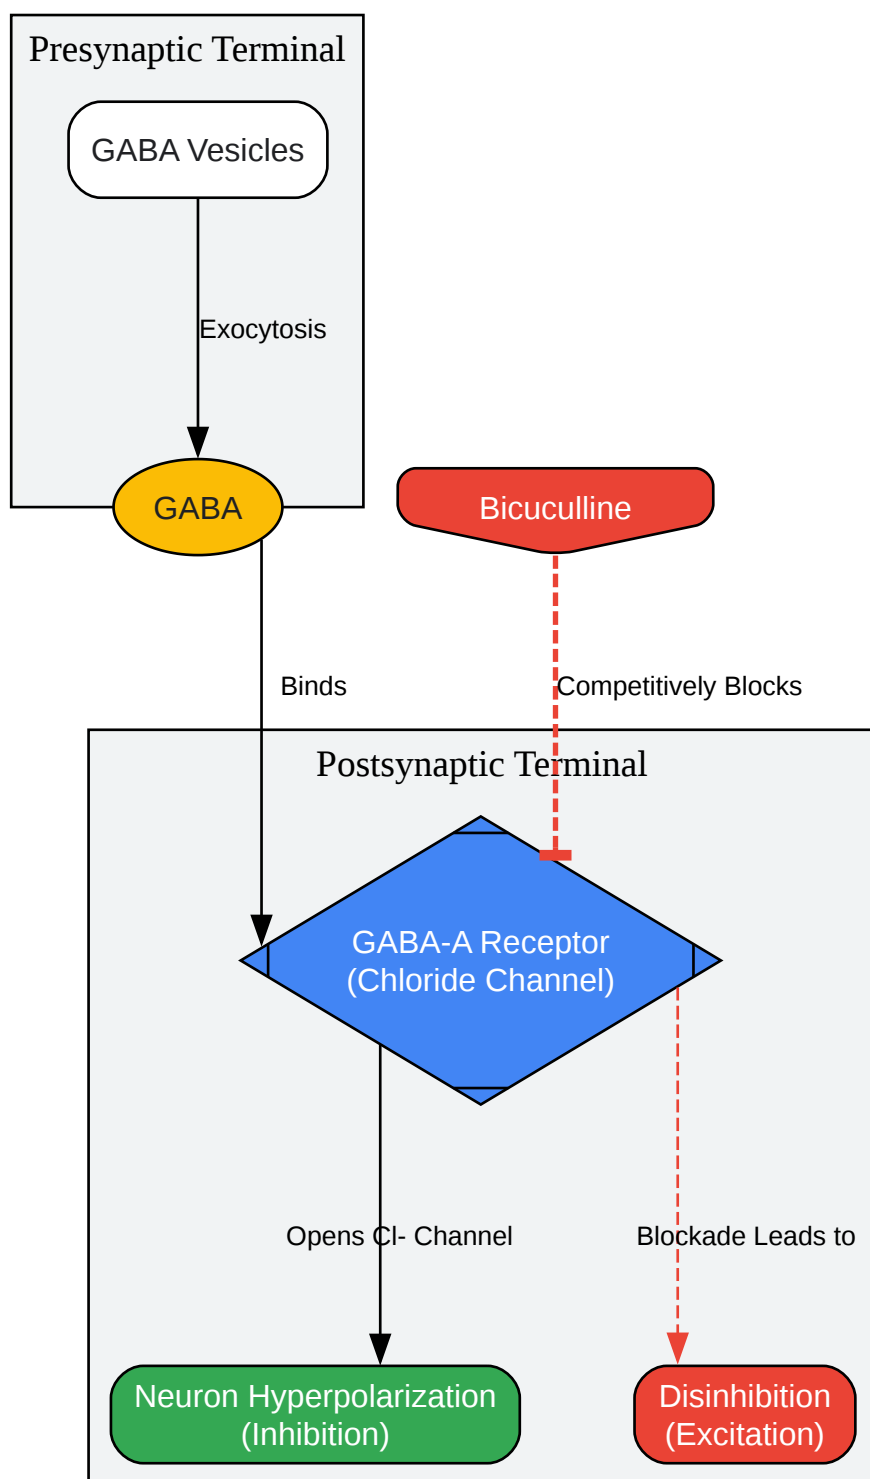 Presynaptic Terminal
GABA Vesicles
Exocytosis
GABA
Bicuculline
Binds
Competitively Blocks
Postsynaptic Terminal
GABA-A Receptor
(Chloride Channel)
Opens Cl- Channel
Blockade Leads to
Neuron Hyperpolarization
(Inhibition)
Disinhibition
(Excitation)